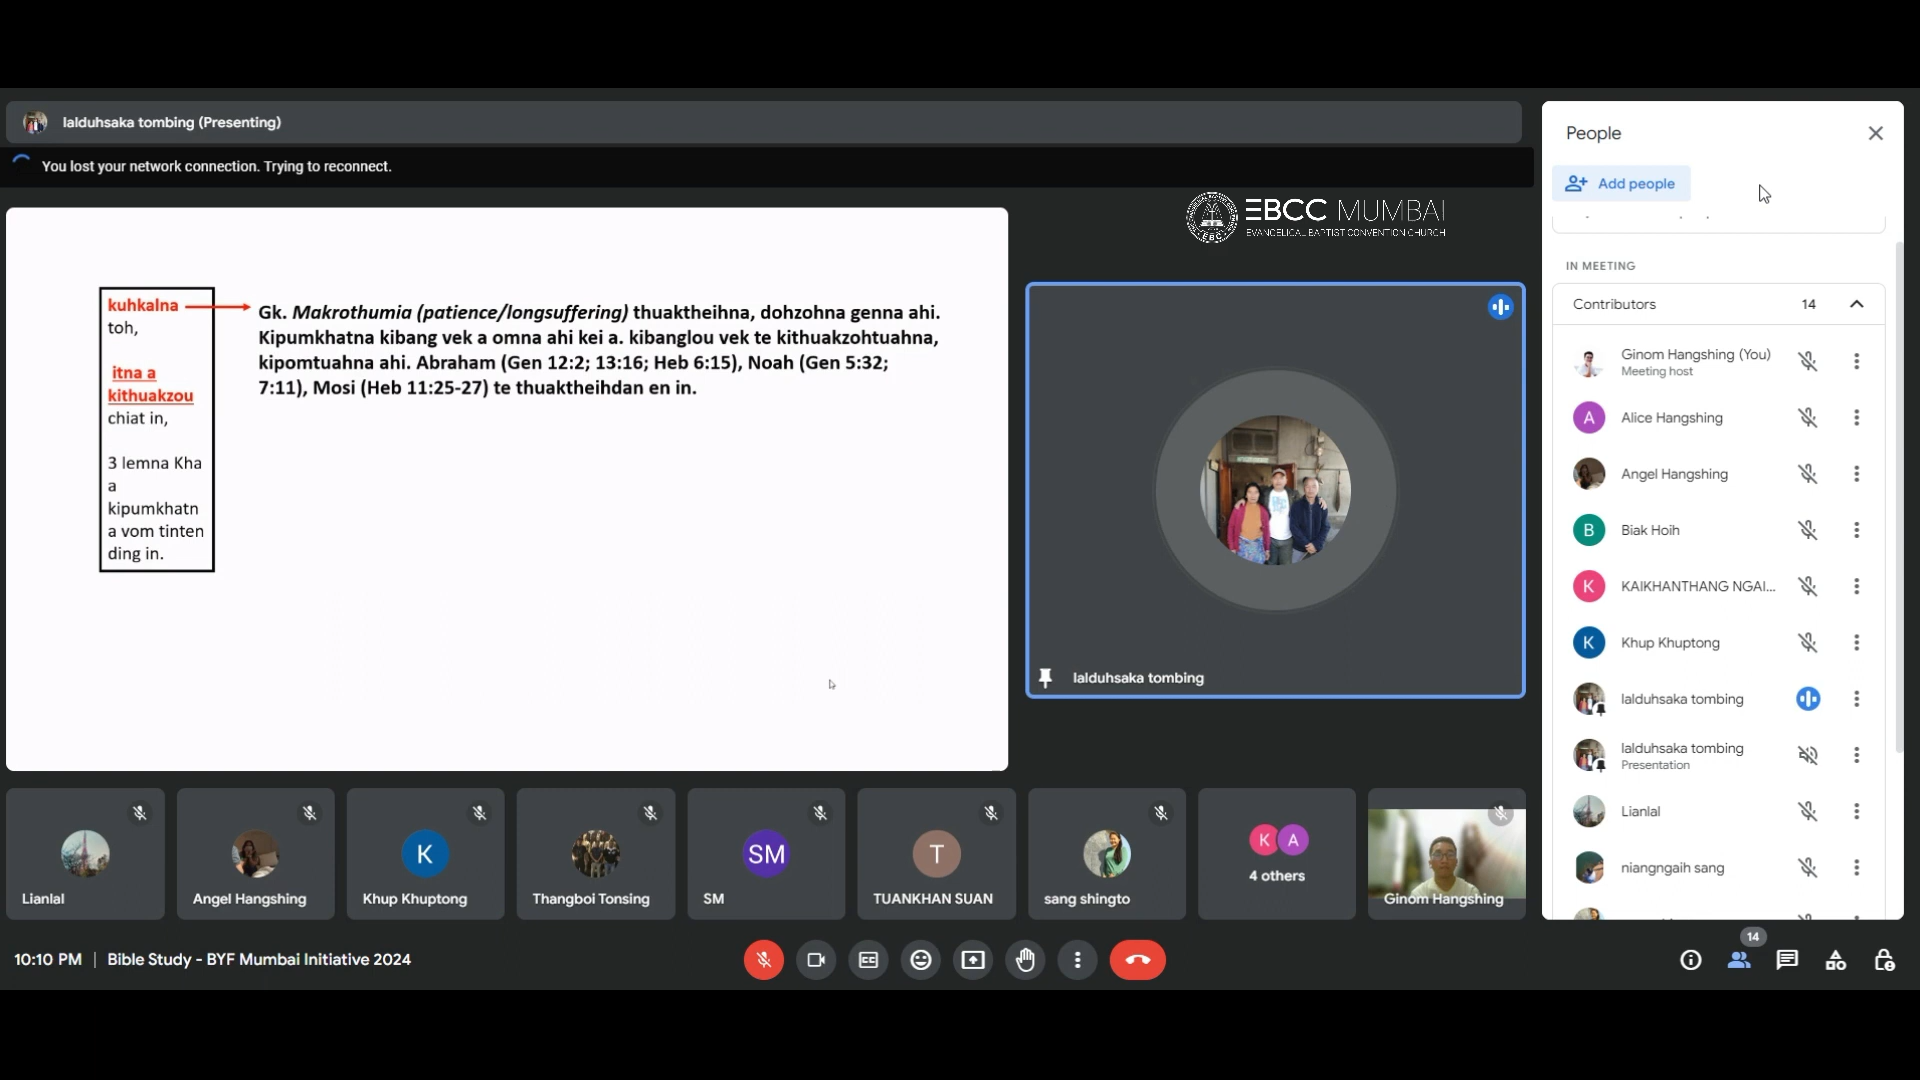 lalduhsaka tombing (Presenting)
You lost your network connection. Trying to reconnect.
EBCC MUMBAI
EVANGELICAL BAPTIST CONVENTION CHURCH
EBC
kuhkalna
toh,
itna a
kithuakzou
chiat in,
3 lemna Kha
a
kipumkhatn
a vom tinten
ding in.
Gk. Makrothumia (patience/longsuffering) thuaktheihna, dohzohna genna ahi.
Kipumkhatna kibang vek a omna ahi kei a. kibanglou vek te kithuakzohtuahna,
kipomtuahna ahi. Abraham (Gen 12:2; 13:16; Heb 6:15), Noah (Gen 5:32;
7:11), Mosi (Heb 11:25-27) te thuaktheihdan en in.
lalduhsaka tombing
Lianlal
Angel Hangshing
K
Khup Khuptong
Thangboi Tonsing
SM
SM
T
TUANKHAN SUAN
sang shingto
K A
4 others
Ginom Hangshing
10:10 PM | Bible Study - BYF Mumbai Initiative 2024
14
People
Add people
IN MEETING
Contributors 14
Ginom Hangshing (You)
Meeting host
A Alice Hangshing
Angel Hangshing
B Biak Hoih
K KAIKHANTHANG NGAI...
K Khup Khuptong
lalduhsaka tombing
lalduhsaka tombing
Presentation
Lianlal
niangngaih sang